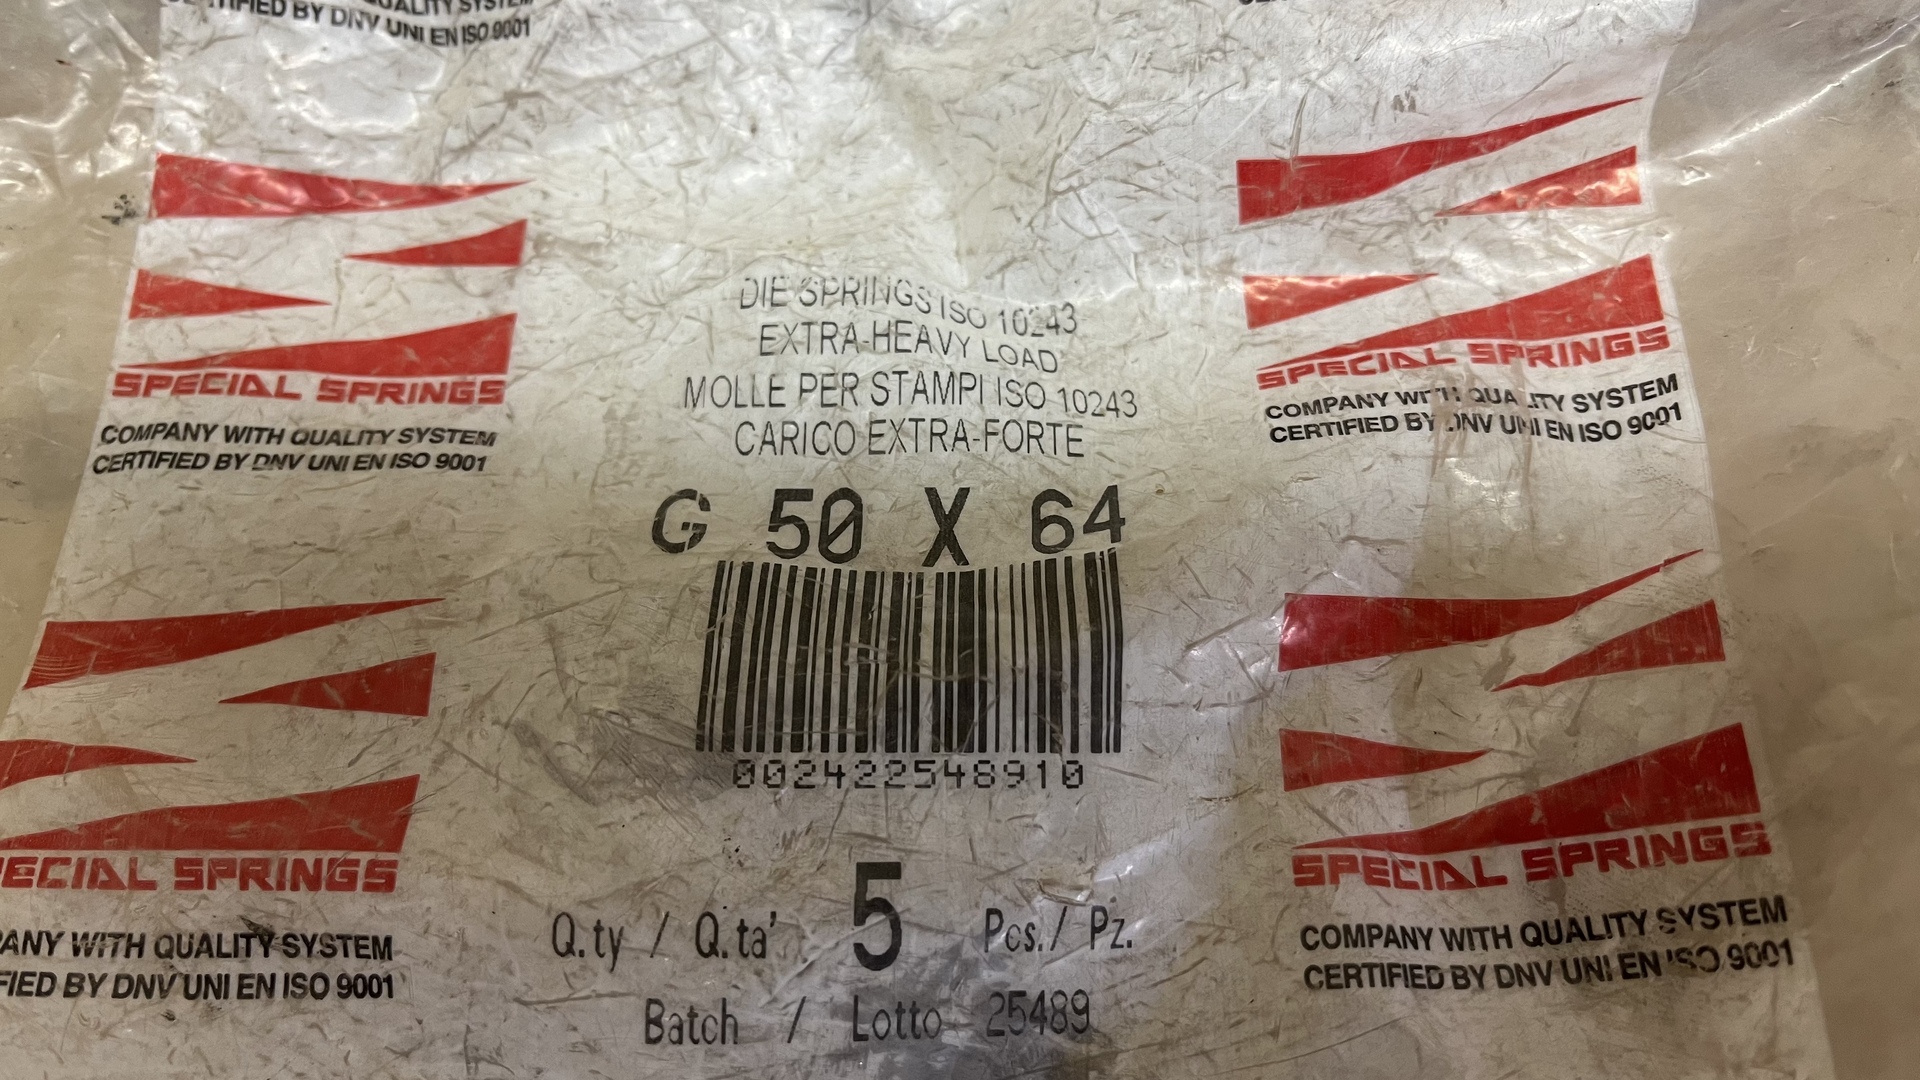 QUALITY SYSTEM
CERTIFIED BY DNV UNI EN ISO 9001
SPECIAL SPRINGS
COMPANY WITH QUALITY SYSTEM
CERTIFIED BY DNV UNI EN ISO 9001
SPECIAL SPRINGS
COMPANY WITH QUALITY SYSTEM
CERTIFIED BY DNV UNI EN ISO 9001
DIE SPRINGS ISO 10243
EXTRA-HEAVY LOAD
MOLLE PER STAMPI ISO 10243
CARICO EXTRA-FORTE
G 50 X 64
002422548910
Q.ty / Q.ta' 5 Pcs./ Pz.
Batch / Lotto 25489
ECIAL SPRINGS
ANY WITH QUALITY SYSTEM
FIED BY DNV UNI EN ISO 9001
SPECIAL SPRINGS
COMPANY WITH QUALITY SYSTEM
CERTIFIED BY DNV UNI EN ISO 9001